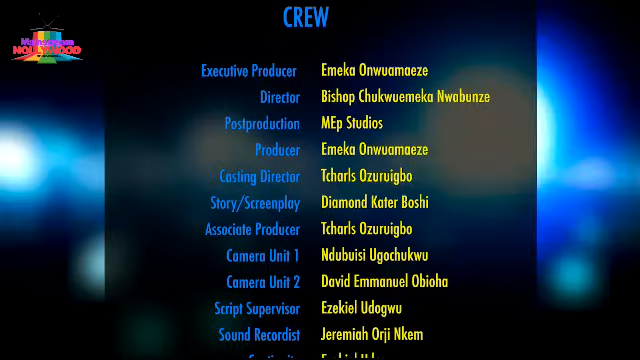 CREW
NOLLYWOOD
Executive Producer Emeka Onwuamaeze
Director Bishop Chukwuemeka Nwabunze
Postproduction MEp Studios
Producer Emeka Onwuamaeze
Casting Director Tcharls Ozuruigbo
Story/Screenplay Diamond Kater Boshi
Associate Producer Tcharls Ozuruigbo
Camera Unit 1 Ndubuisi Ugochukwu
Camera Unit 2 David Emmanuel Obioha
Script Supervisor Ezekiel Udogwu
Sound Recordist Jeremiah Orji Nkem